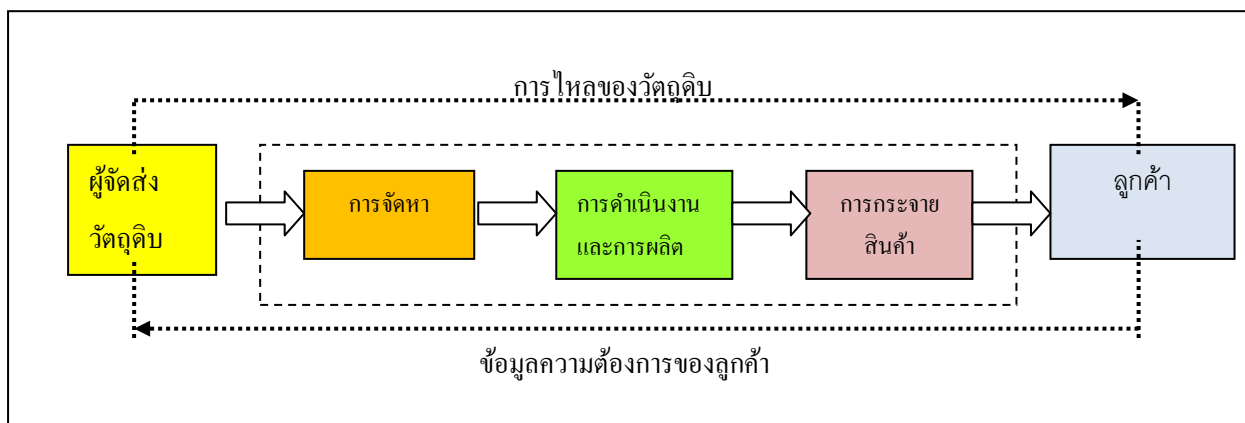 การไหลของวัตถุดิบ
ผู้จัดส่ง
วัตถุดิบ
การจัดหา
การดำเนินงาน
และการผลิต
การกระจาย
สินค้า
ลูกค้า
ข้อมูลความต้องการของลูกค้า